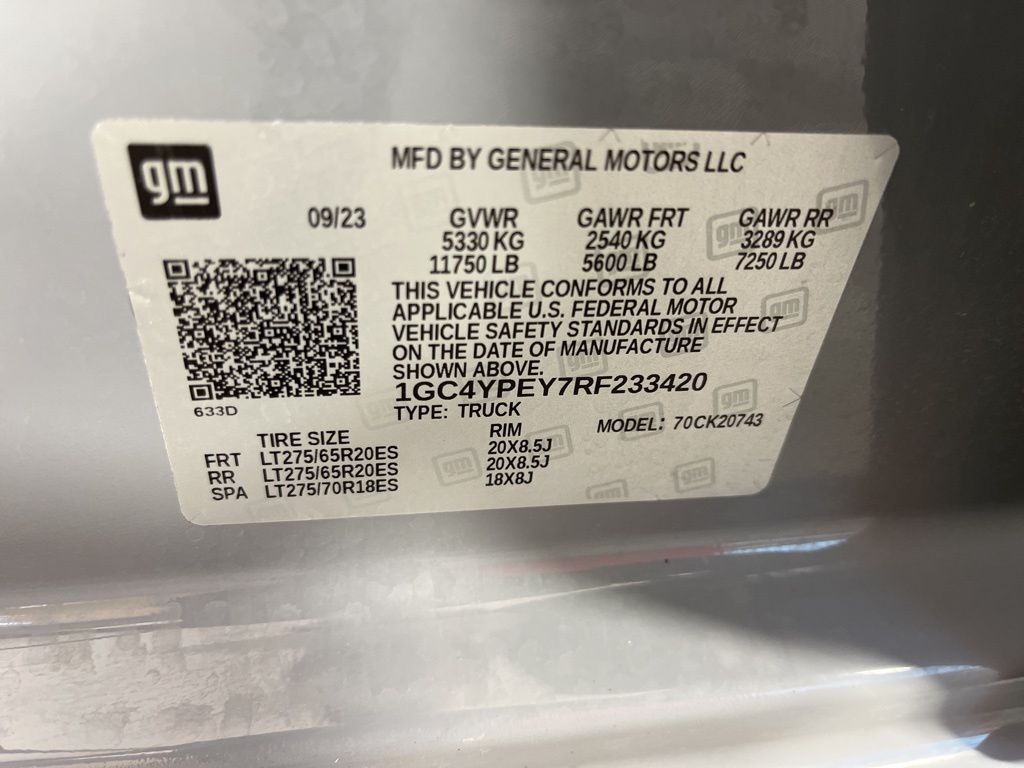 gm
MFD BY GENERAL MOTORS LLC
09/23 GVWR GAWR FRT GAWR RR
5330 KG 2540 KG 3289 KG
11750 LB 5600 LB 7250 LB
THIS VEHICLE CONFORMS TO ALL
APPLICABLE U.S. FEDERAL MOTOR
VEHICLE SAFETY STANDARDS IN EFFECT
ON THE DATE OF MANUFACTURE
SHOWN ABOVE.
1GC4YPEY7RF233420
633D
TYPE: TRUCK MODEL: 70CK20743
TIRE SIZE RIM
FRT LT275/65R20ES 20X8.5J
RR LT275/65R20ES 20X8.5J
SPA LT275/70R18ES 18X8J